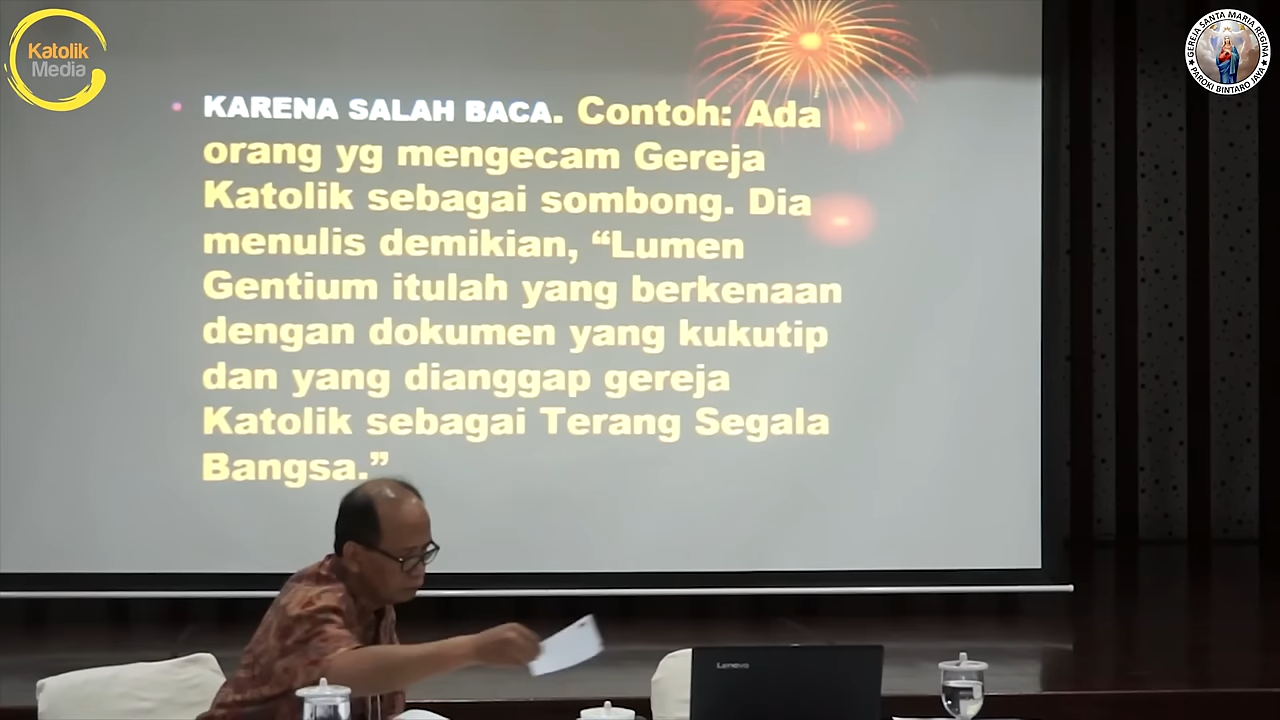 Katolik
Media
GEREJA SANTA MARIA REGINA
PAROKI BINTARO JAYA
KARENA SALAH BACA. Contoh: Ada
orang yg mengecam Gereja
Katolik sebagai sombong. Dia
menulis demikian, “Lumen
Gentium itulah yang berkenaan
dengan dokumen yang kukutip
dan yang dianggap gereja
Katolik sebagai Terang Segala
Bangsa.”
Lenovo